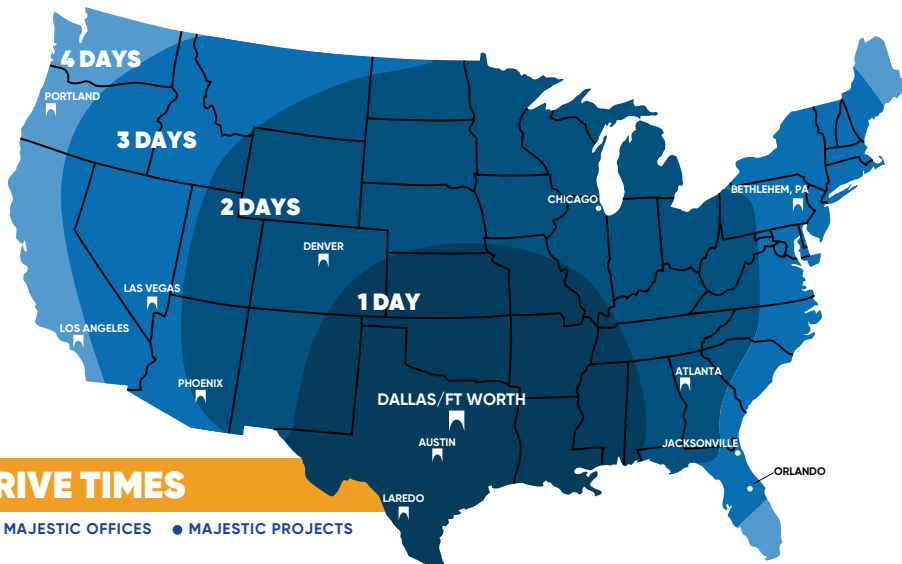 4 DAYS
PORTLAND
3 DAYS
CHICAGO
BETHLEHEM, PA
2 DAYS
DENVER
LAS VEGAS
1 DAY
LOS ANGELES
PHOENIX
ATLANTA
DALLAS/FT WORTH
AUSTIN
JACKSONVILLE
ORLANDO
RIVE TIMES
LAREDO
MAJESTIC OFFICES
MAJESTIC PROJECTS